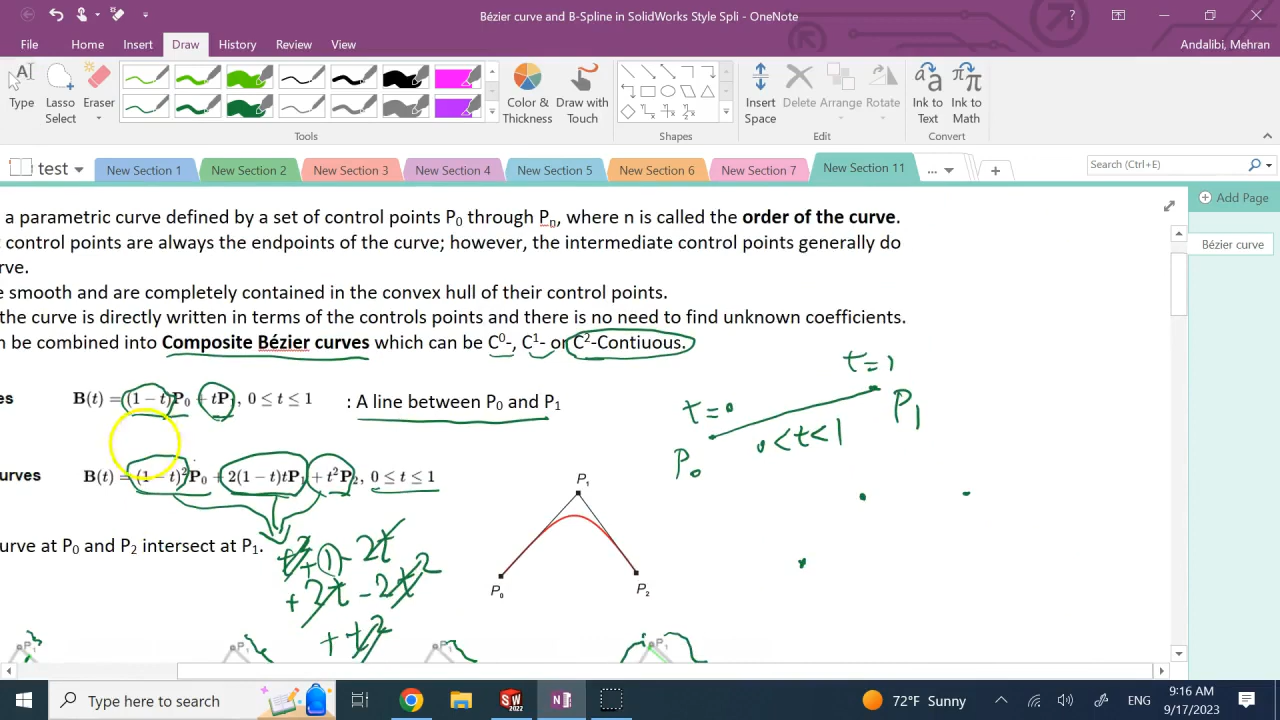 Bézier curve and B-Spline in SolidWorks Style Spli - OneNote
?
File Home Insert Draw History Review View
Andalibi, Mehran
Type
Lasso Select
Eraser
Color & Thickness
Draw with Touch
Insert Space
Delete Arrange Rotate
Ink to Text
Ink to Math
Tools Shapes Edit Convert
test New Section 1 New Section 2 New Section 3 New Section 4 New Section 5 New Section 6 New Section 7 New Section 11 ... +
Search (Ctrl+E)
Add Page
Bézier curve
a parametric curve defined by a set of control points P0 through Pn, where n is called the order of the curve.
t control points are always the endpoints of the curve; however, the intermediate control points generally do
rve.
e smooth and are completely contained in the convex hull of their control points.
the curve is directly written in terms of the controls points and there is no need to find unknown coefficients.
n be combined into Composite Bézier curves which can be C0-, C1- or C2-Contiuous.
t=1
es B(t) = (1 − t)P0 + tP1, 0 ≤ t ≤ 1 : A line between P0 and P1
t=0
P1
0<t<1
P0
urves B(t) = (1 − t)²P0 + 2(1 − t)tP1 + t²P2, 0 ≤ t ≤ 1
P1
urve at P0 and P2 intersect at P1.
t²+1-2t
+2t-2t²
+t²
P0
P2
P1
P1
P1
P1
Type here to search
72°F Sunny
ENG
9:16 AM
9/17/2023